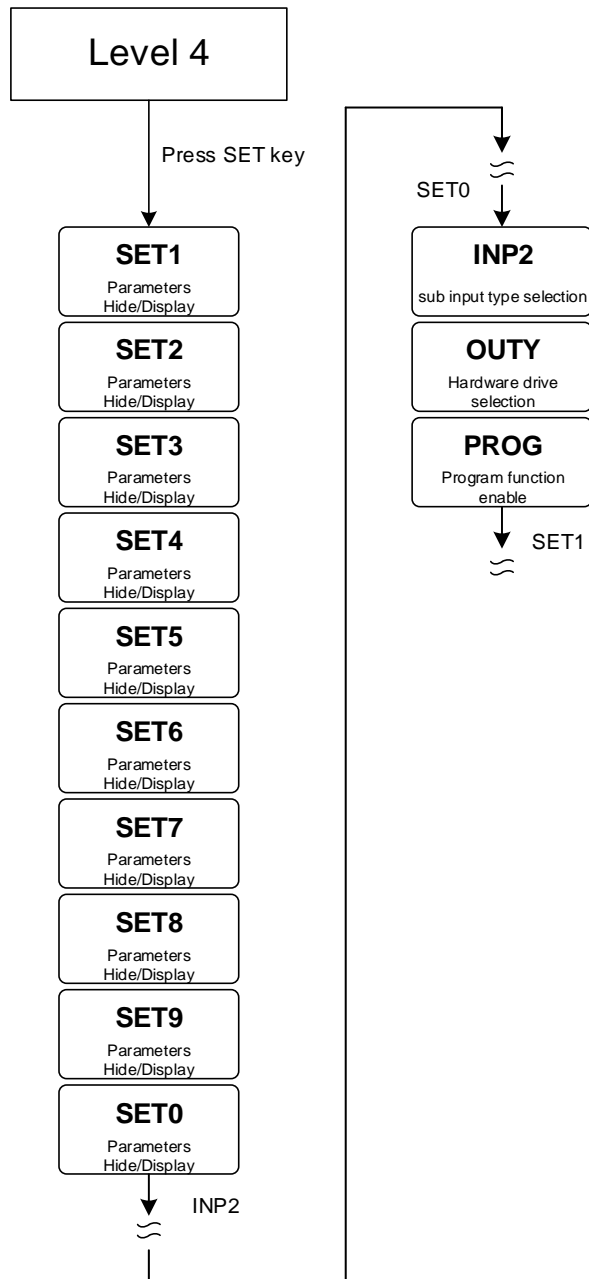 Level 4
Press SET key
SET1
Parameters
Hide/Display
SET2
Parameters
Hide/Display
SET3
Parameters
Hide/Display
SET4
Parameters
Hide/Display
SET5
Parameters
Hide/Display
SET6
Parameters
Hide/Display
SET7
Parameters
Hide/Display
SET8
Parameters
Hide/Display
SET9
Parameters
Hide/Display
SET0
Parameters
Hide/Display
INP2
SET0
INP2
sub input type selection
OUTY
Hardware drive
selection
PROG
Program function
enable
SET1